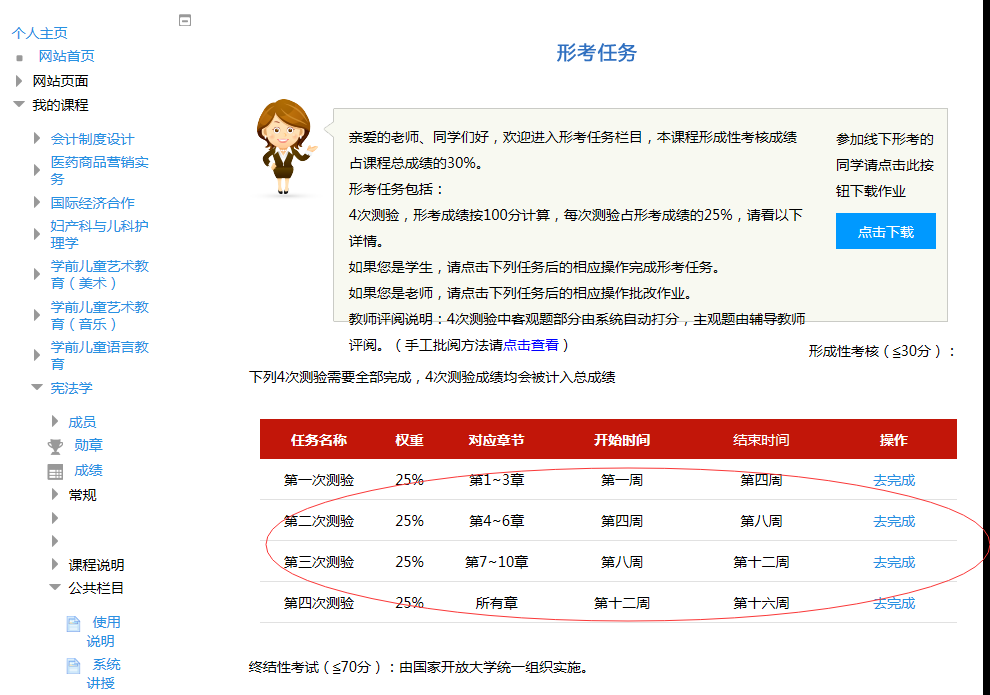 个人主页
网站首页
网站页面
我的课程
会计制度设计
医药商品营销实
务
国际经济合作
妇产科与儿科护
理学
学前儿童艺术教
育（美术）
学前儿童艺术教
育（音乐）
学前儿童语言教
育
宪法学
成员
勋章
成绩
常规
课程说明
公共栏目
使用
说明
系统
讲授
形考任务
亲爱的老师、同学们好，欢迎进入形考任务栏目，本课程形成性考核成绩
占课程总成绩的30%。
形考任务包括：
4次测验，形考成绩按100分计算，每次测验占形考成绩的25%，请看以下
详情。
如果您是学生，请点击下列任务后的相应操作完成形考任务。
如果您是老师，请点击下列任务后的相应操作批改作业。
教师评阅说明：4次测验中客观题部分由系统自动打分，主观题由辅导教师
评阅。（手工批阅方法请点击查看）
参加线下形考的
同学请点击此按
钮下载作业
点击下载
形成性考核（≦30分）：
下列4次测验需要全部完成，4次测验成绩均会被计入总成绩
任务名称 权重 对应章节 开始时间 结束时间 操作
第一次测验 25% 第1~3章 第一周 第四周 去完成
第二次测验 25% 第4~6章 第四周 第八周 去完成
第三次测验 25% 第7~10章 第八周 第十二周 去完成
第四次测验 25% 所有章 第十二周 第十六周 去完成
终结性考试（≦70分）：由国家开放大学统一组织实施。